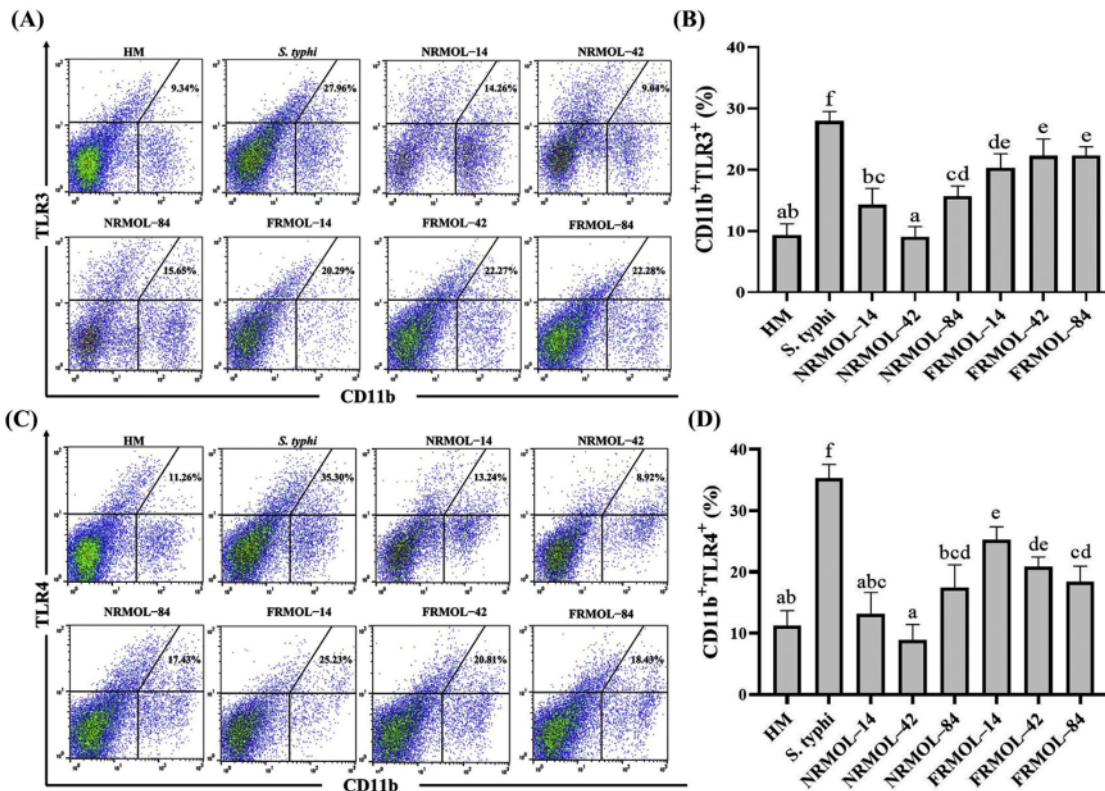 (A)
HM
S. typhi
NRMOL-14
NRMOL-42
9.34%
27.96%
14.26%
9.04%
NRMOL-84
FRMOL-14
FRMOL-42
FRMOL-84
15.65%
20.29%
22.27%
22.28%
TLR3
CD11b
(B)
CD11b+TLR3+ (%)
40
30
20
10
0
ab
f
bc
a
cd
de
e
e
HM
S. typhi
NRMOL-14
NRMOL-42
NRMOL-84
FRMOL-14
FRMOL-42
FRMOL-84
(C)
HM
S. typhi
NRMOL-14
NRMOL-42
11.26%
35.30%
13.24%
8.92%
NRMOL-84
FRMOL-14
FRMOL-42
FRMOL-84
17.43%
25.23%
20.81%
18.43%
TLR4
CD11b
(D)
CD11b+TLR4+ (%)
40
30
20
10
0
ab
f
abc
a
bcd
e
de
cd
HM
S. typhi
NRMOL-14
NRMOL-42
NRMOL-84
FRMOL-14
FRMOL-42
FRMOL-84